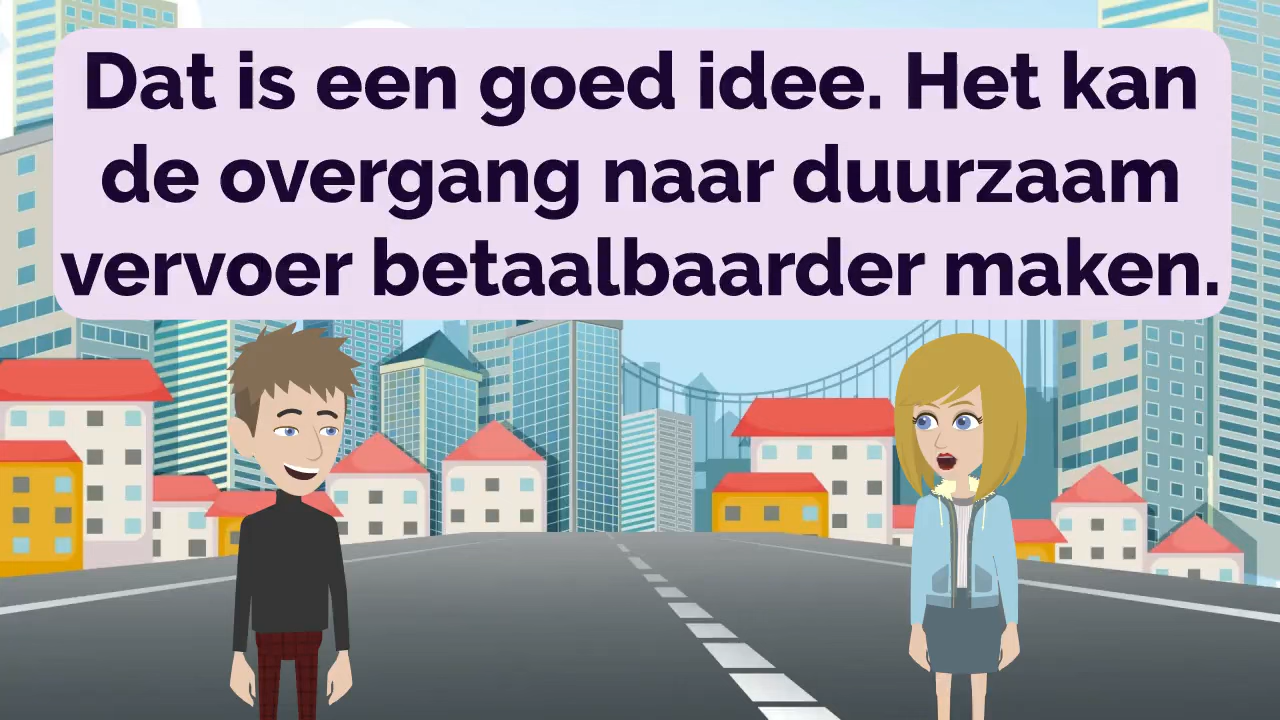 Dat is een goed idee. Het kan
de overgang naar duurzaam
vervoer betaalbaarder maken.